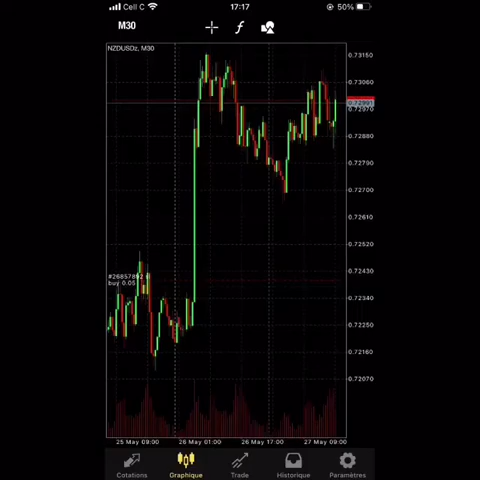 Cell C 17:17 50%
M30
NZDUSDz, M30
0.73150
0.73060
0.72991
0.72970
0.72880
0.72790
0.72700
0.72610
0.72520
0.72430
0.72340
0.72250
0.72160
0.72070
buy 0.05
25 May 09:00 26 May 01:00 26 May 17:00 27 May 09:00
Cotations Graphique Trade Historique Paramètres